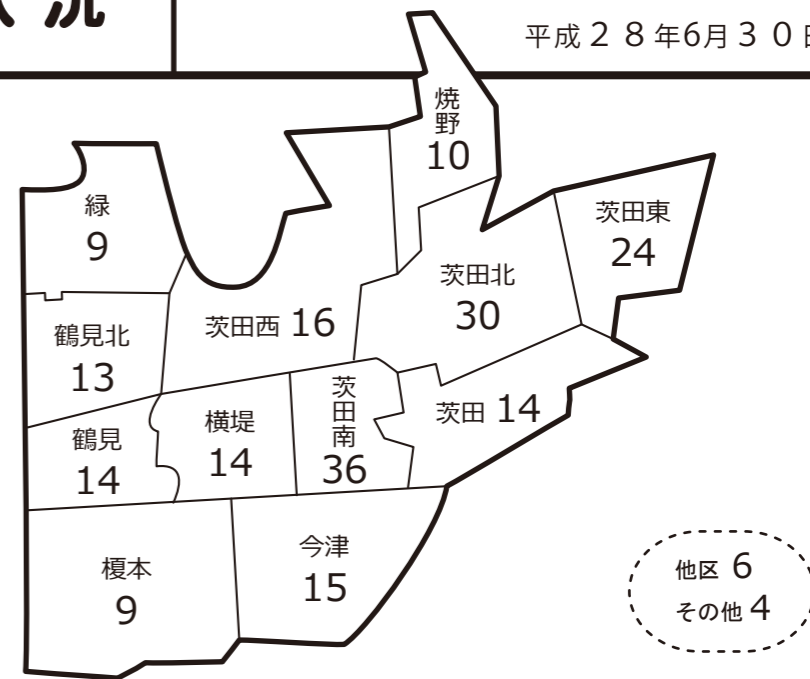 況
平成２８年6月３０日
焼野
10
緑
9
茨田東
24
茨田北
30
鶴見北
13
茨田西 16
茨田南
36
茨田 14
鶴見
14
横堤
14
榎本
9
今津
15
他区 6
その他 4